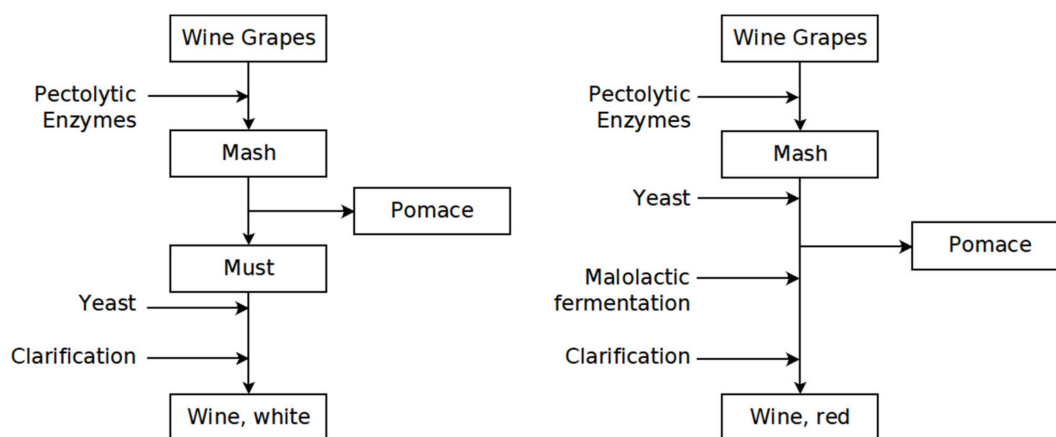 Wine Grapes
Pectolytic
Enzymes
Mash
Pomace
Must
Yeast
Clarification
Wine, white
Wine Grapes
Pectolytic
Enzymes
Mash
Yeast
Pomace
Malolactic
fermentation
Clarification
Wine, red